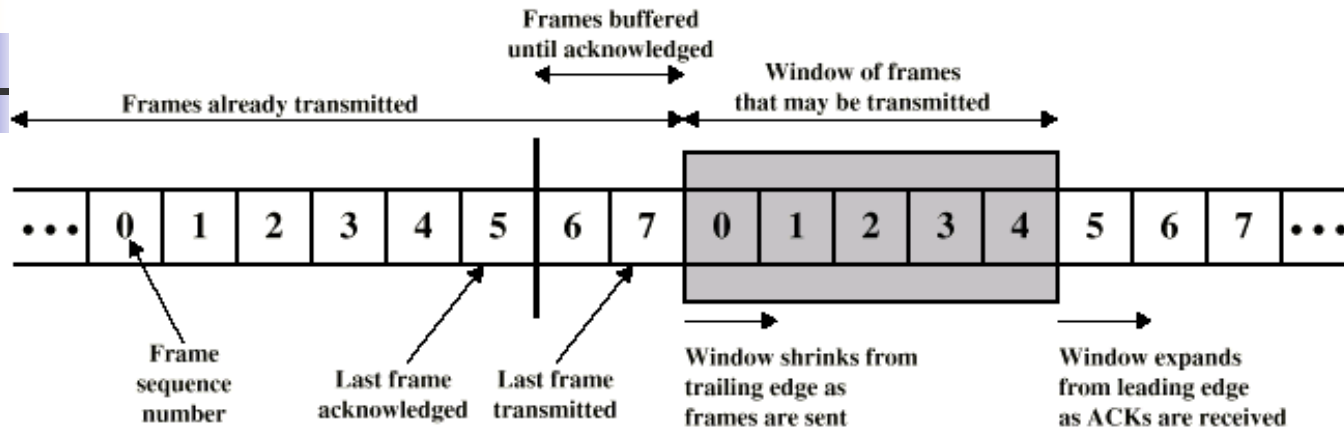 Frames buffered
until acknowledged
Window of frames
that may be transmitted
Frames already transmitted
••• 0 1 2 3 4 5 6 7 0 1 2 3 4 5 6 7 •••
Frame
sequence
number
Last frame
acknowledged
Last frame
transmitted
Window shrinks from
trailing edge as
frames are sent
Window expands
from leading edge
as ACKs are received